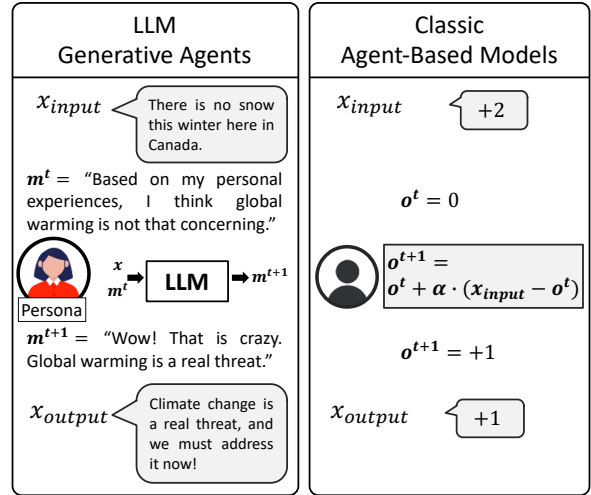 LLM
Generative Agents
x_input
There is no snow
this winter here in
Canada.
m^t = “Based on my personal
experiences, I think global
warming is not that concerning.”
x
m^t
LLM
m^{t+1}
Persona
m^{t+1} = “Wow! That is crazy.
Global warming is a real threat.”
x_output
Climate change is
a real threat, and
we must address
it now!
Classic
Agent-Based Models
x_input
+2
o^t = 0
o^{t+1} =
o^t + α · (x_input − o^t)
o^{t+1} = +1
x_output
+1